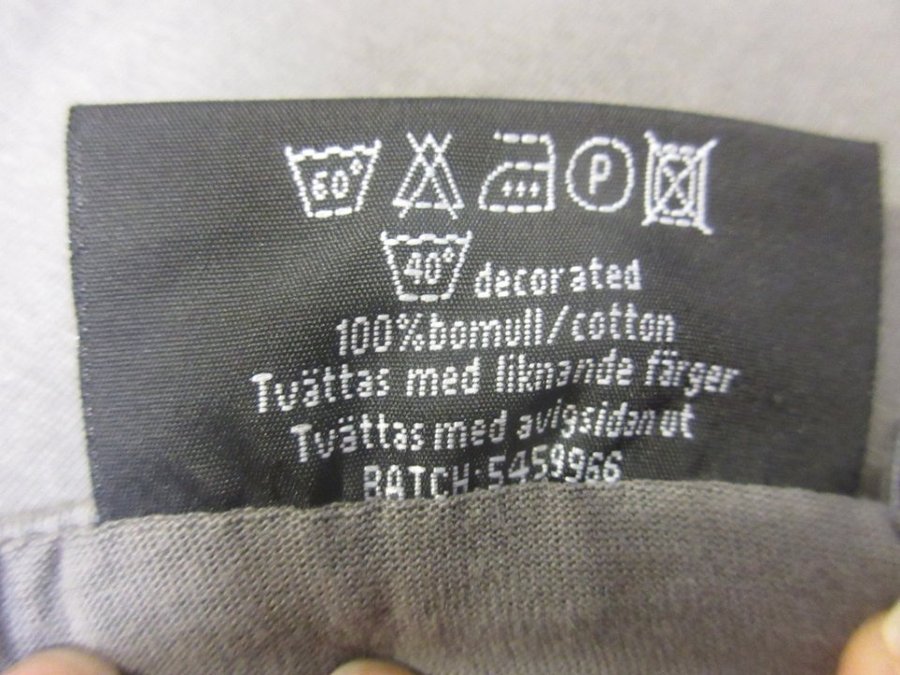 60° P
40° decorated
100%bomull/cotton
Tvättas med liknande färger
Tvättas med avigsidan ut
BATCH:5459966